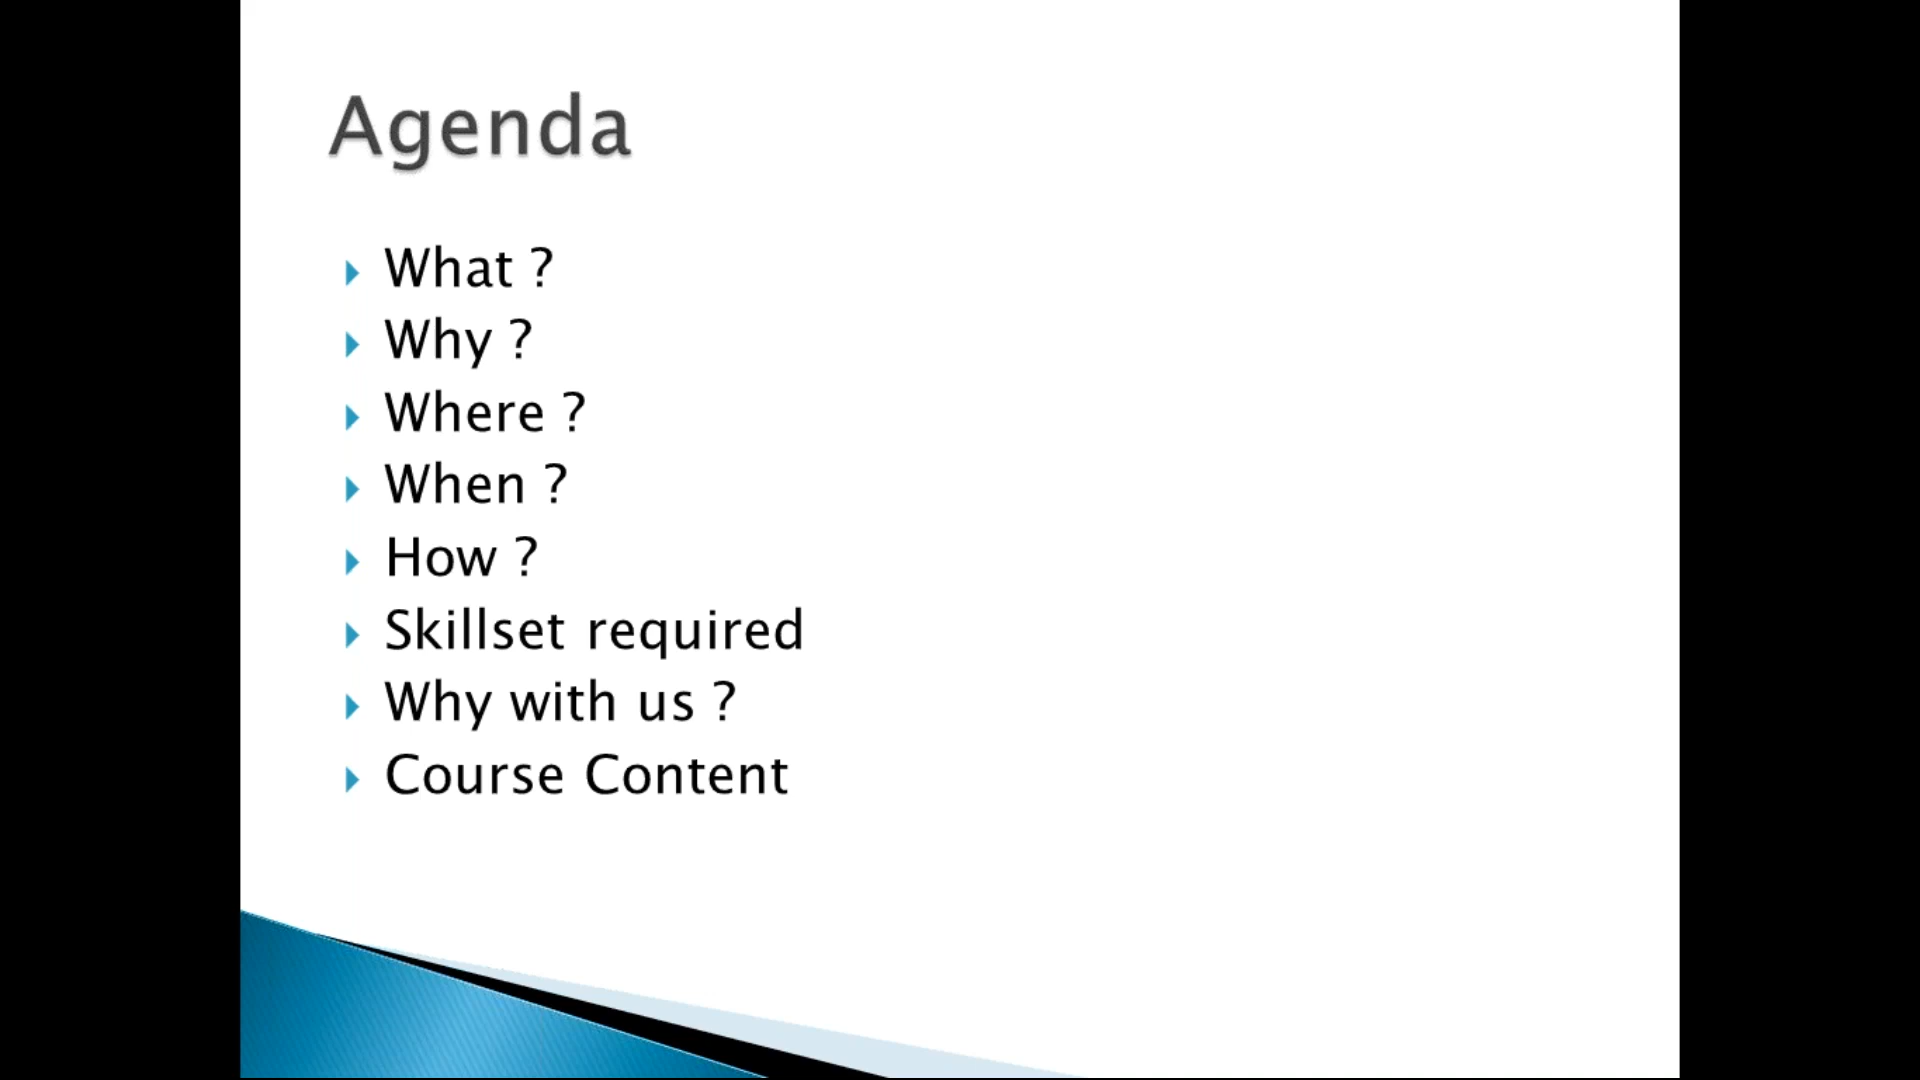 Agenda
What ?
Why ?
Where ?
When ?
How ?
Skillset required
Why with us ?
Course Content